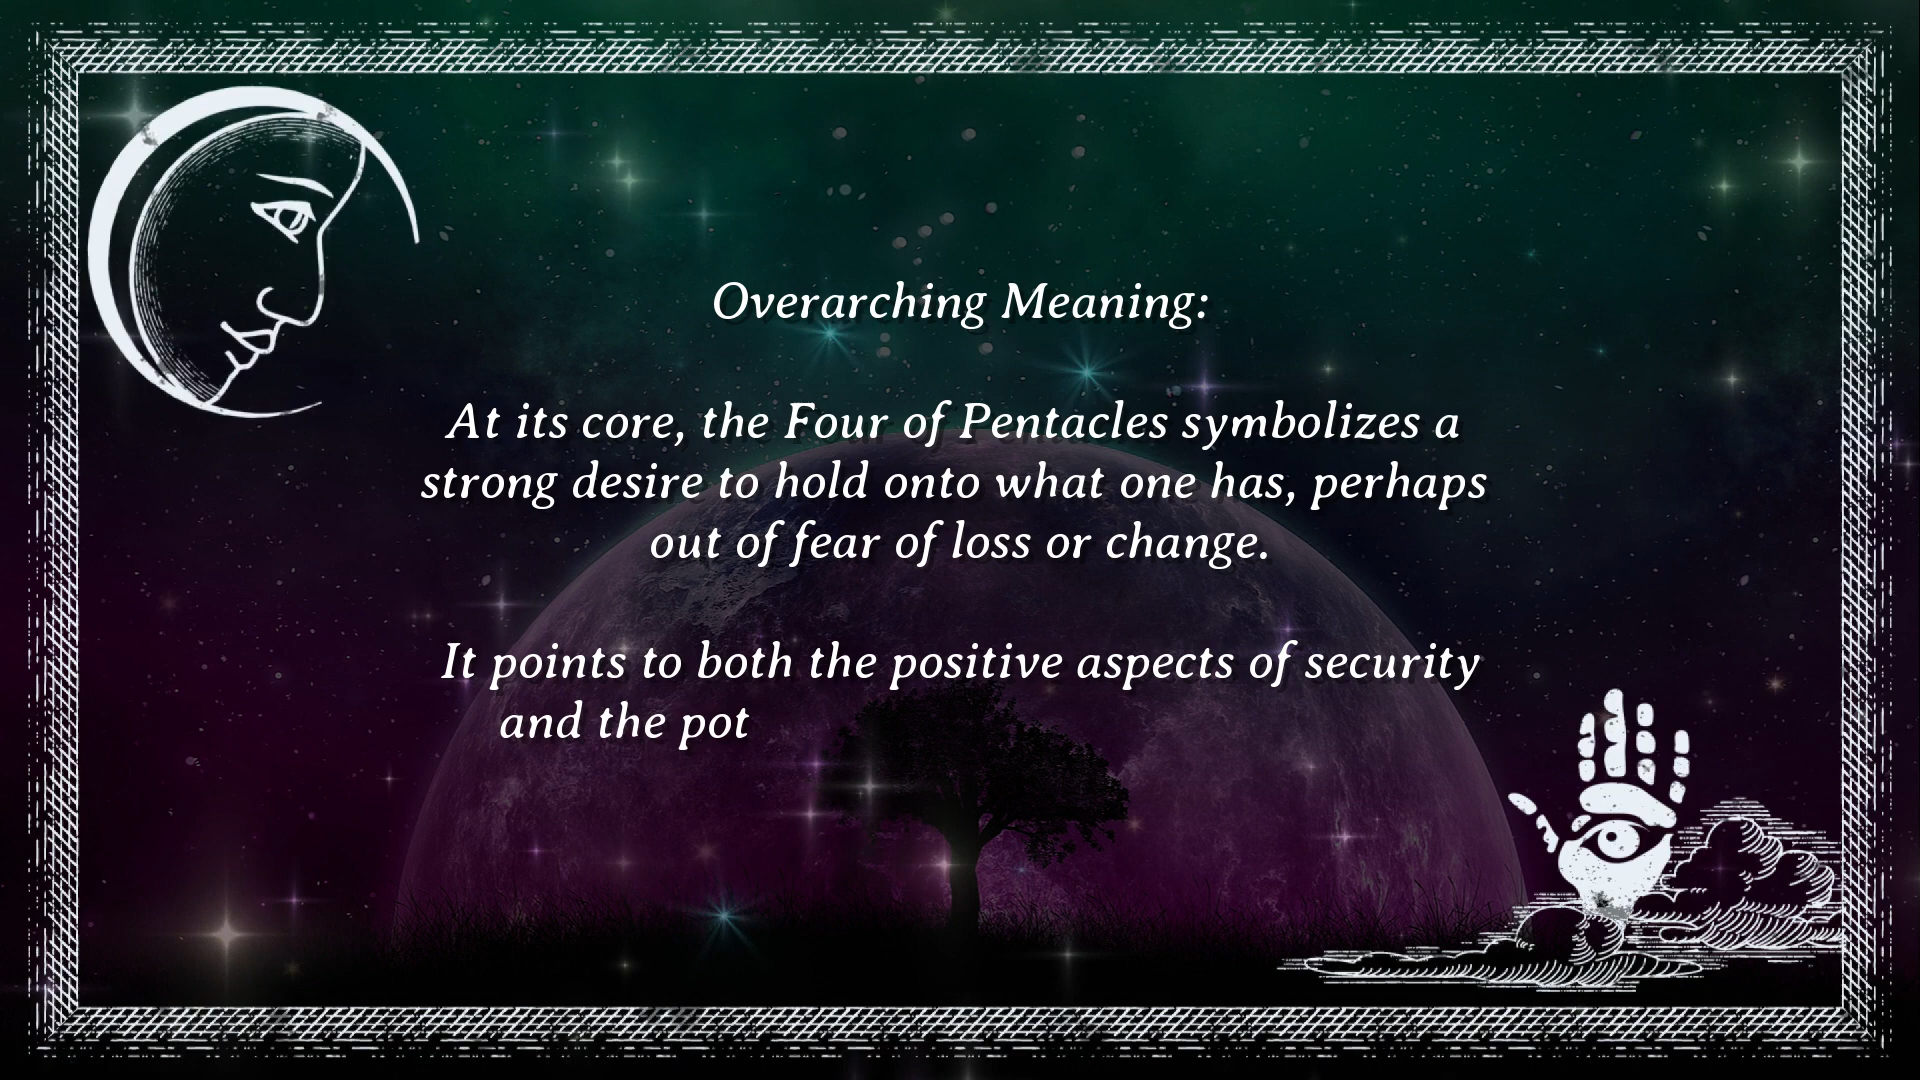 Overarching Meaning:
At its core, the Four of Pentacles symbolizes a
strong desire to hold onto what one has, perhaps
out of fear of loss or change.
It points to both the positive aspects of security
and the pot